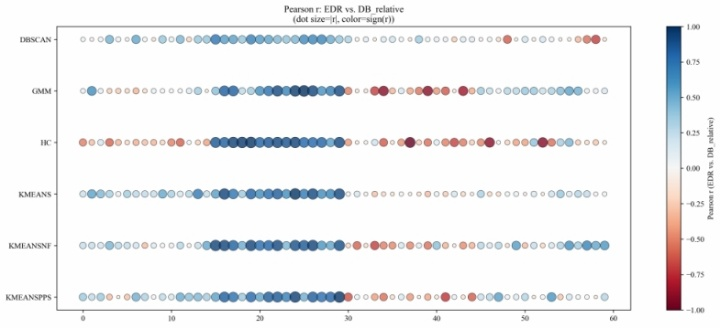 Pearson r: EDR vs. DB_relative
(dot size=|r|, color=sign(r))
DBSCAN
GMM
HC
KMEANS
KMEANSNF
KMEANSPPS
0 10 20 30 40 50 60
1.00
0.75
0.50
0.25
0.00
−0.25
−0.50
−0.75
−1.00
Pearson r (EDR vs. DB_relative)